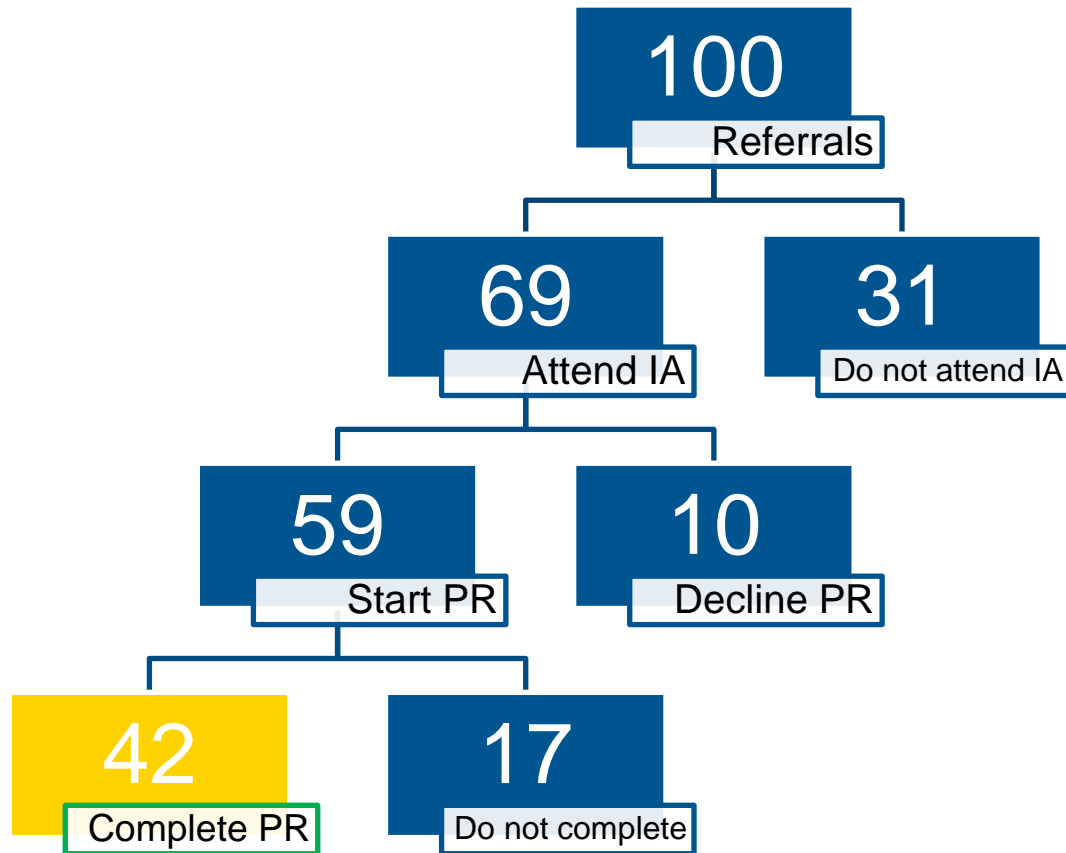 100
Referrals
69
Attend IA
31
Do not attend IA
59
Start PR
10
Decline PR
42
Complete PR
17
Do not complete